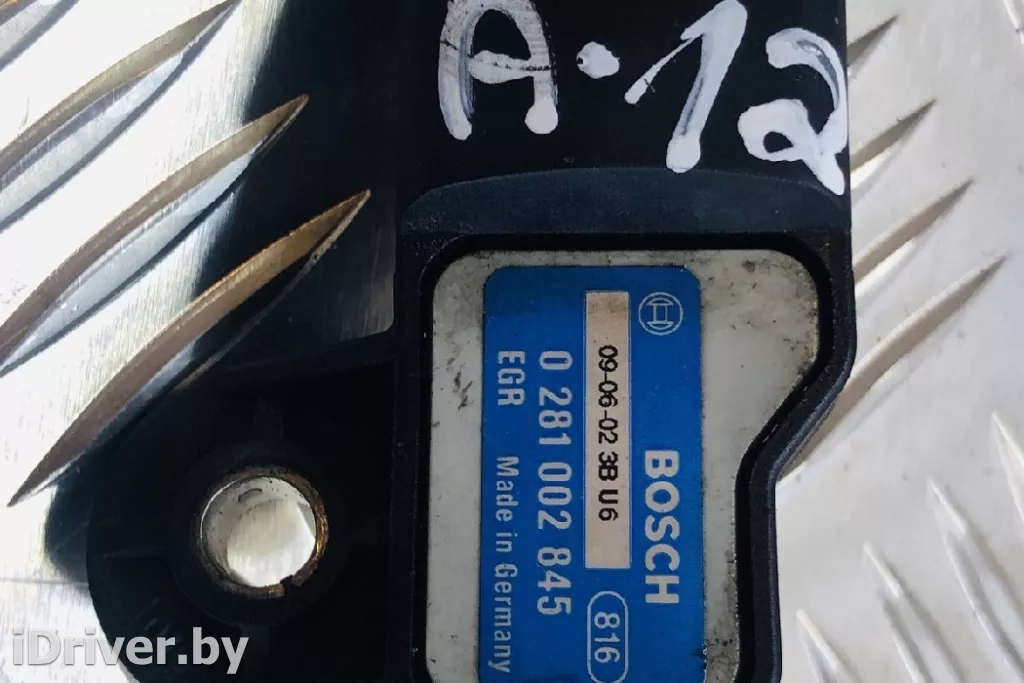 A·12
BOSCH
816
09-06-02 3B U6
0 281 002 845
EGR Made in Germany
iDriver.by